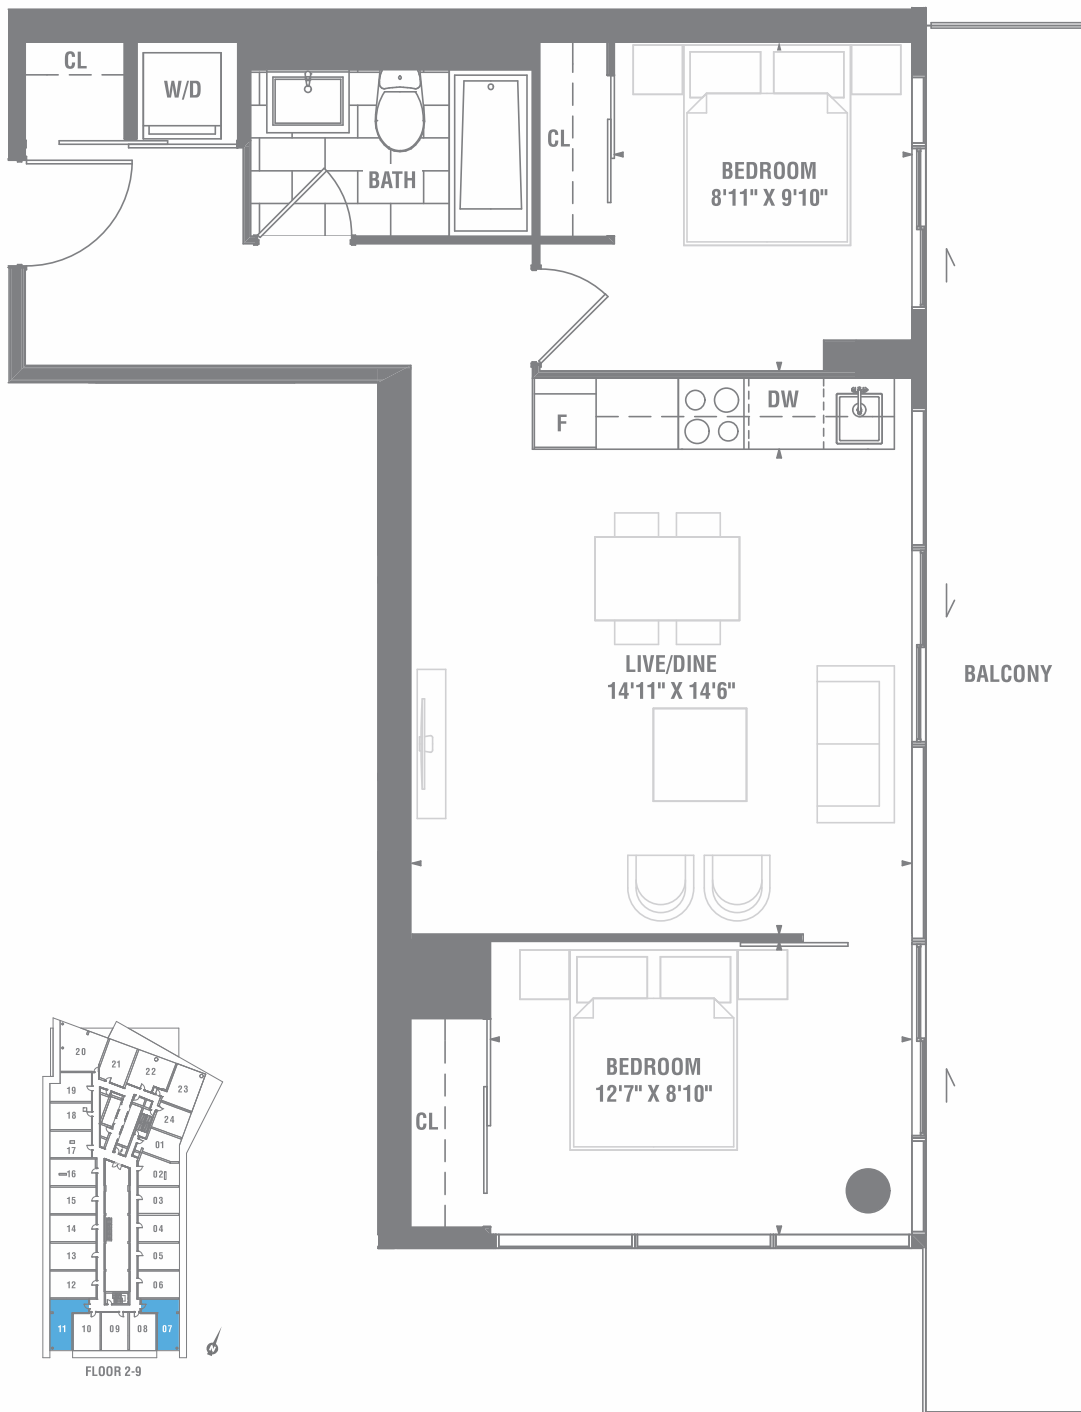 CL
W/D
BATH
CL
BEDROOM
8'11" X 9'10"
F
DW
LIVE/DINE
14'11" X 14'6"
BALCONY
BEDROOM
12'7" X 8'10"
CL
20
21
22
23
19
18
24
17
01
16
02
15
03
14
04
13
05
12
06
11
10
09
08
07
N
FLOOR 2-9